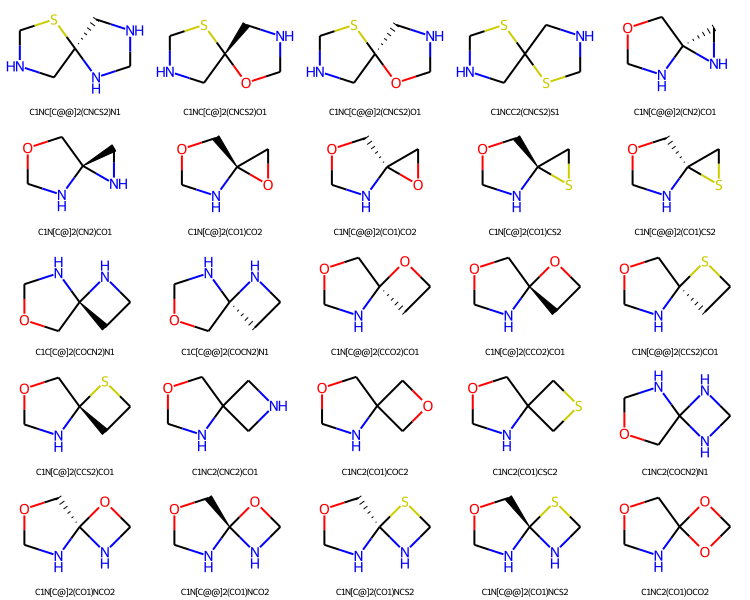 C1NC[C@@]2(CNCS2)N1
C1NC[C@]2(CNCS2)O1
C1NC[C@@]2(CNCS2)O1
C1NCC2(CNCS2)S1
C1N[C@@]2(CN2)CO1
C1N[C@]2(CN2)CO1
C1N[C@]2(CO1)CO2
C1N[C@@]2(CO1)CO2
C1N[C@]2(CO1)CS2
C1N[C@@]2(CO1)CS2
C1C[C@]2(COCN2)N1
C1C[C@@]2(COCN2)N1
C1N[C@@]2(CCO2)CO1
C1N[C@]2(CCO2)CO1
C1N[C@@]2(CCS2)CO1
C1N[C@]2(CCS2)CO1
C1NC2(CNC2)CO1
C1NC2(CO1)COC2
C1NC2(CO1)CSC2
C1NC2(COCN2)N1
C1N[C@@]2(CO1)NCO2
C1N[C@]2(CO1)NCO2
C1N[C@@]2(CO1)NCS2
C1N[C@]2(CO1)NCS2
C1NC2(CO1)OCO2